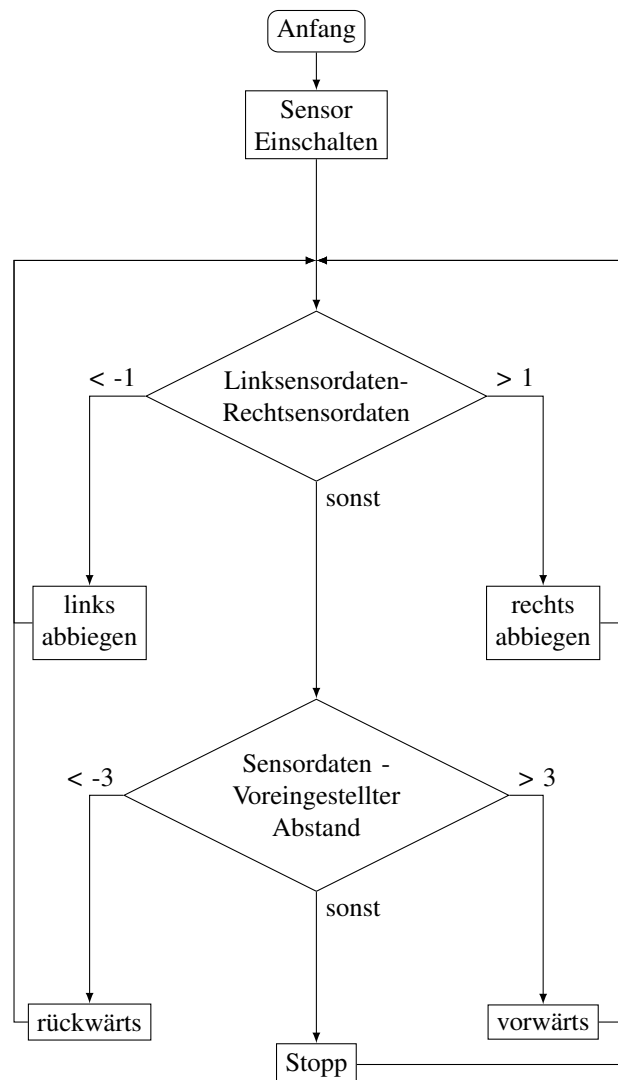 Anfang
Sensor
Einschalten
< -1
Linksensordaten-
Rechtsensordaten
> 1
sonst
links
abbiegen
rechts
abbiegen
< -3
Sensordaten -
Voreingestellter
Abstand
> 3
sonst
rückwärts
vorwärts
Stopp